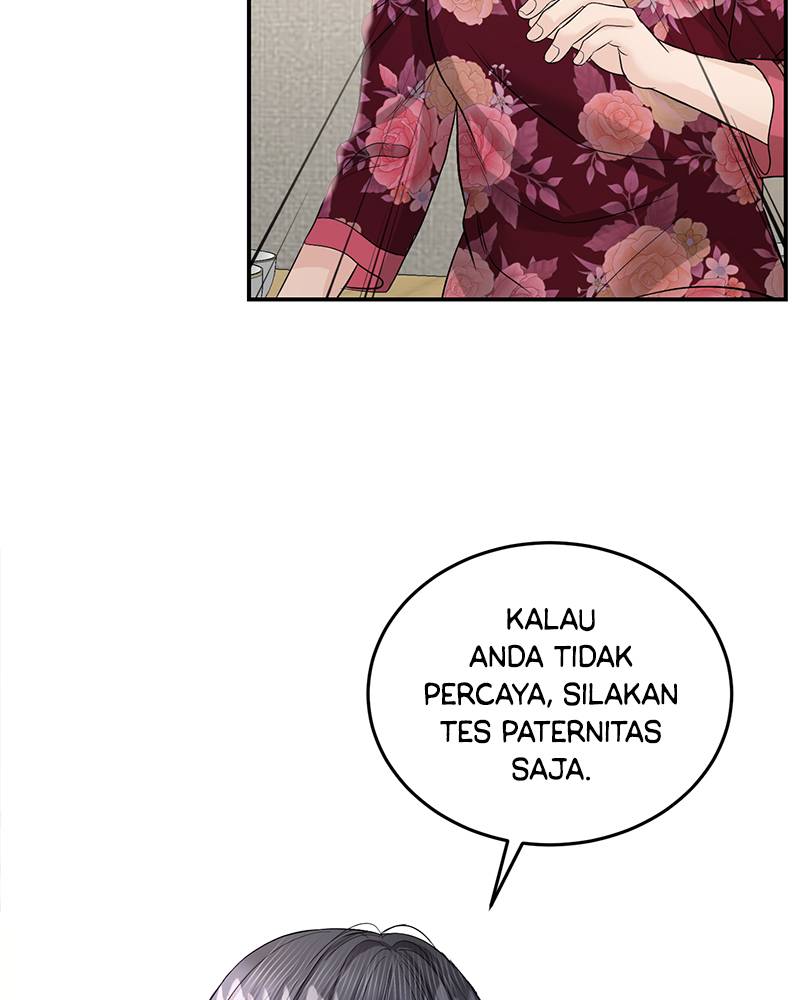 KALAU
ANDA TIDAK
PERCAYA, SILAKAN
TES PATERNITAS
SAJA.